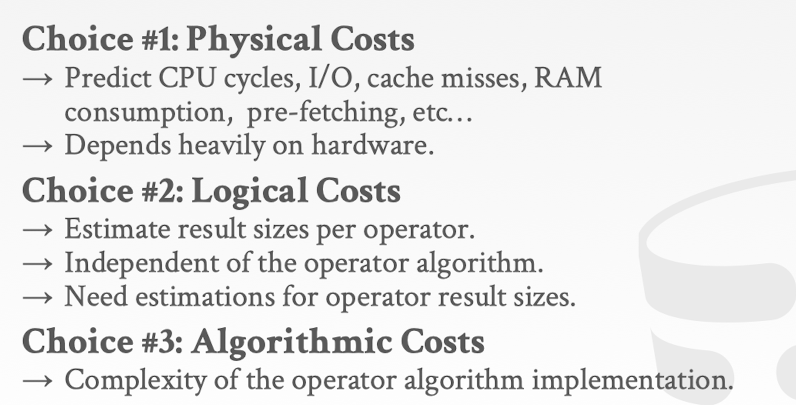 Choice #1: Physical Costs
→ Predict CPU cycles, I/O, cache misses, RAM
consumption, pre-fetching, etc…
→ Depends heavily on hardware.
Choice #2: Logical Costs
→ Estimate result sizes per operator.
→ Independent of the operator algorithm.
→ Need estimations for operator result sizes.
Choice #3: Algorithmic Costs
→ Complexity of the operator algorithm implementation.